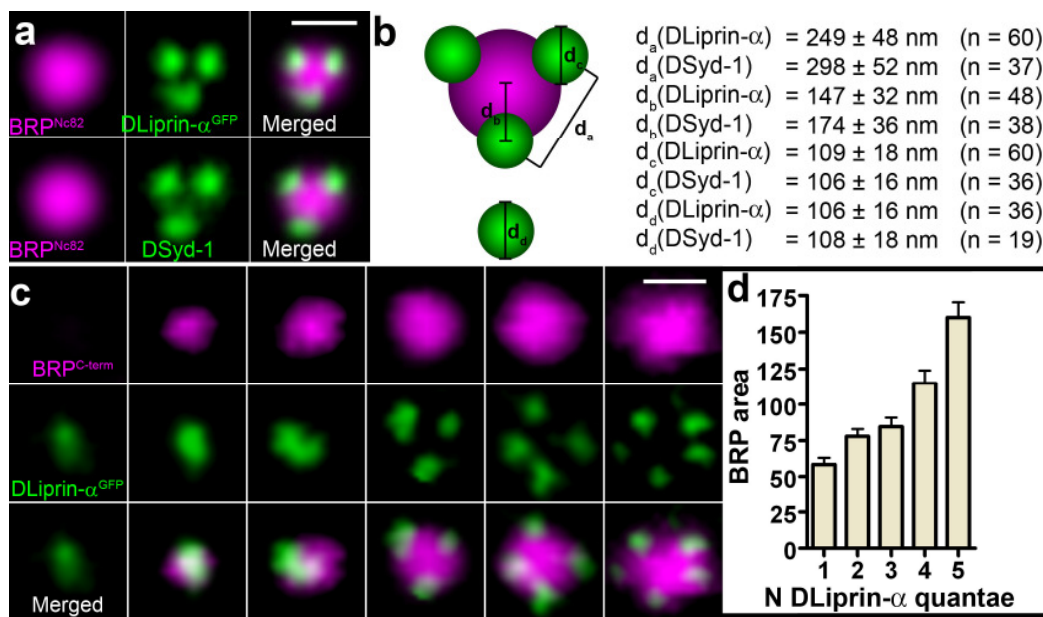 a
BRP^Nc82 DLiprin-α^GFP Merged
BRP^Nc82 DSyd-1 Merged
b
d_c
d_b
d_a
d_d
d_a(DLiprin-α) = 249 ± 48 nm (n = 60)
d_a(DSyd-1) = 298 ± 52 nm (n = 37)
d_b(DLiprin-α) = 147 ± 32 nm (n = 48)
d_b(DSyd-1) = 174 ± 36 nm (n = 38)
d_c(DLiprin-α) = 109 ± 18 nm (n = 60)
d_c(DSyd-1) = 106 ± 16 nm (n = 36)
d_d(DLiprin-α) = 106 ± 16 nm (n = 36)
d_d(DSyd-1) = 108 ± 18 nm (n = 19)
c
BRP^C-term
DLiprin-α^GFP
Merged
d
BRP area
175
150
125
100
75
50
25
0
1 2 3 4 5
N DLiprin-α quantae